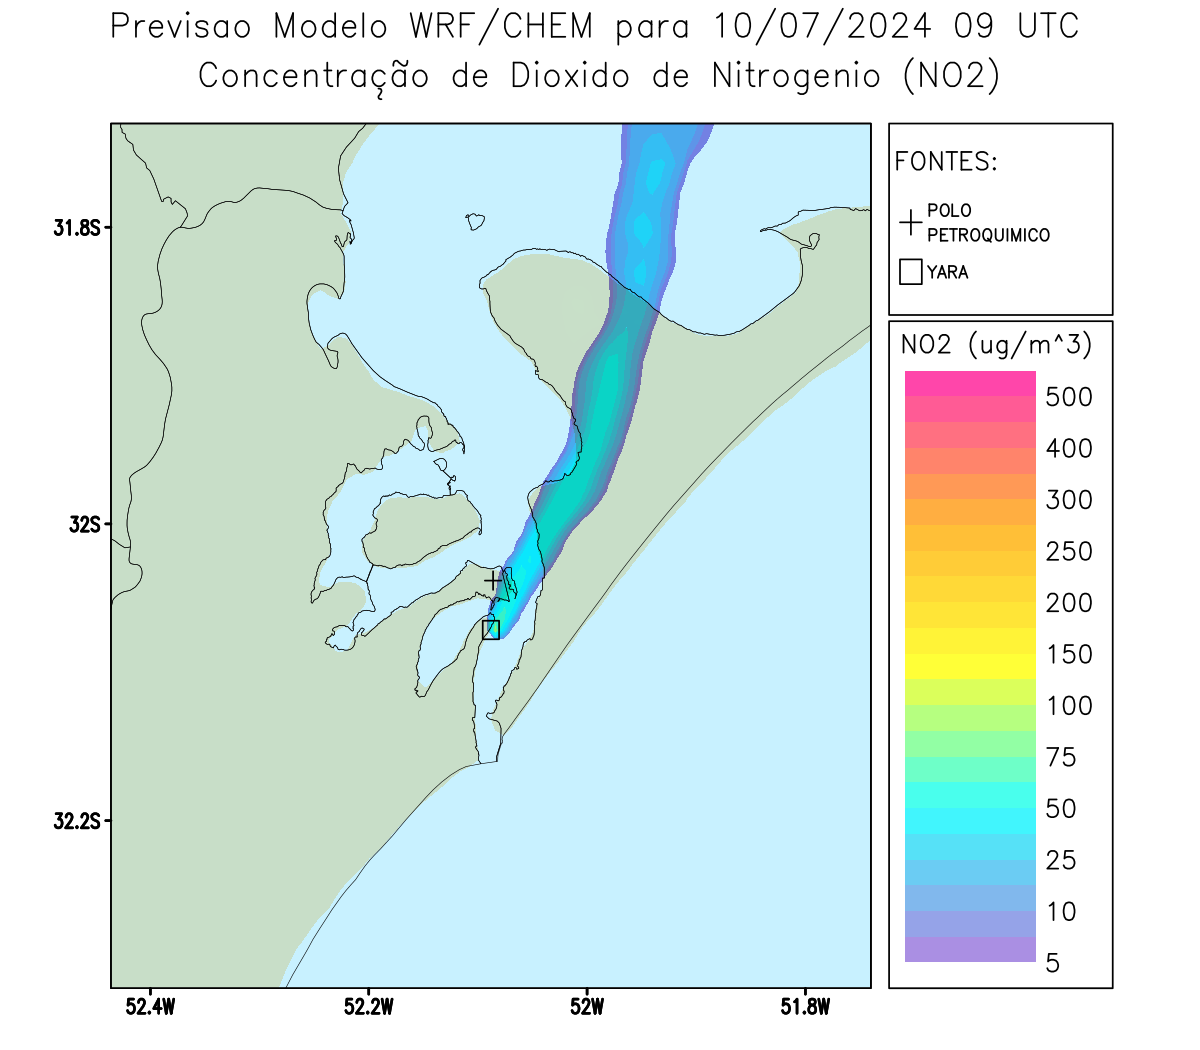 Previsao Modelo WRF/CHEM para 10/07/2024 09 UTC
Concentração de Dioxido de Nitrogenio (NO2)
FONTES:
POLO
PETROQUIMICO
YARA
31.8S
32S
32.2S
52.4W
52.2W
52W
51.8W
NO2 (ug/m^3)
500
400
300
250
200
150
100
75
50
25
10
5